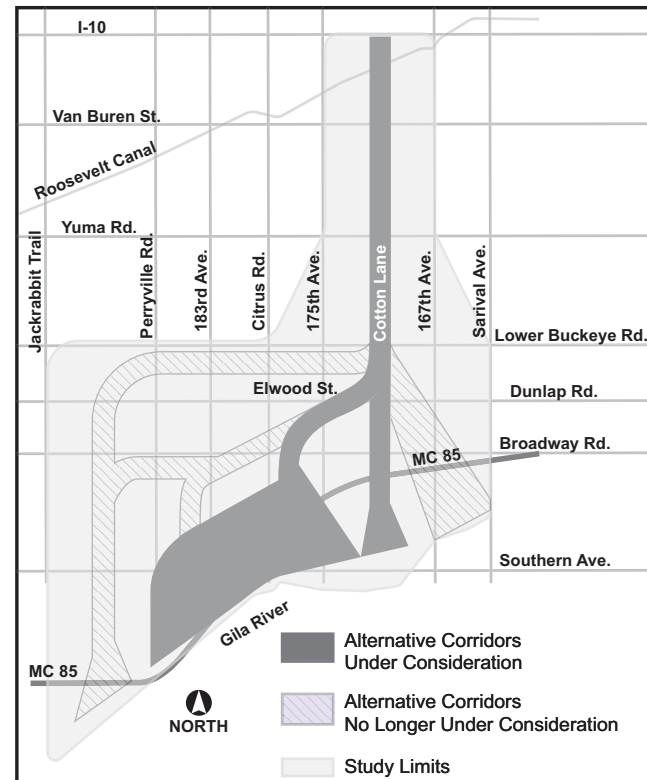 I-10
Van Buren St.
Roosevelt Canal
Yuma Rd.
Jackrabbit Trail
Perryville Rd.
183rd Ave.
Citrus Rd.
175th Ave.
Cotton Lane
167th Ave.
Sarival Ave.
Lower Buckeye Rd.
Elwood St.
Dunlap Rd.
Broadway Rd.
MC 85
Southern Ave.
Gila River
MC 85
NORTH
Alternative Corridors
Under Consideration
Alternative Corridors
No Longer Under Consideration
Study Limits